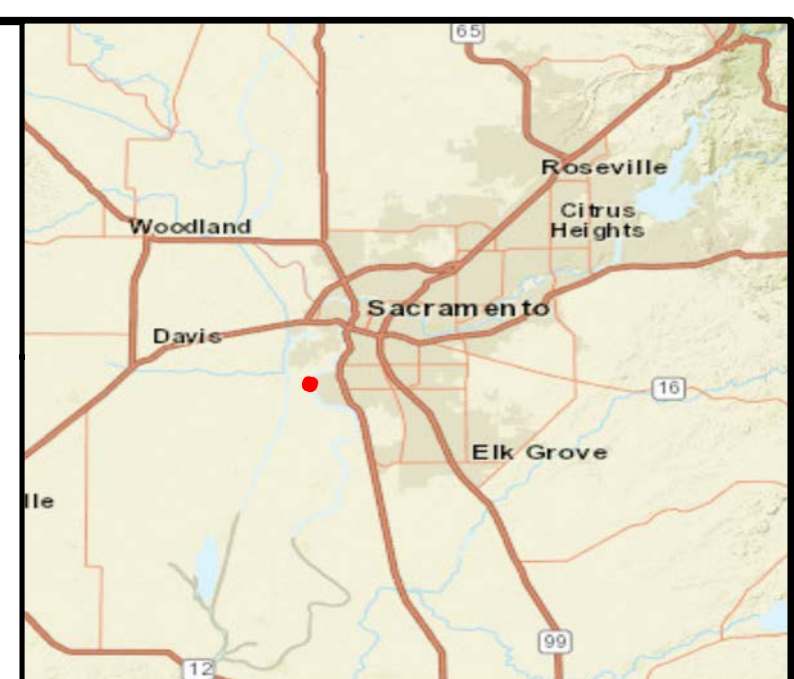 65
Roseville
Citrus
Heights
Woodland
Sacramento
Davis
16
Elk Grove
lle
99
12